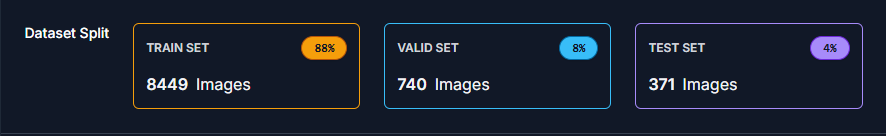 Dataset Split
TRAIN SET 88%
8449 Images
VALID SET 8%
740 Images
TEST SET 4%
371 Images